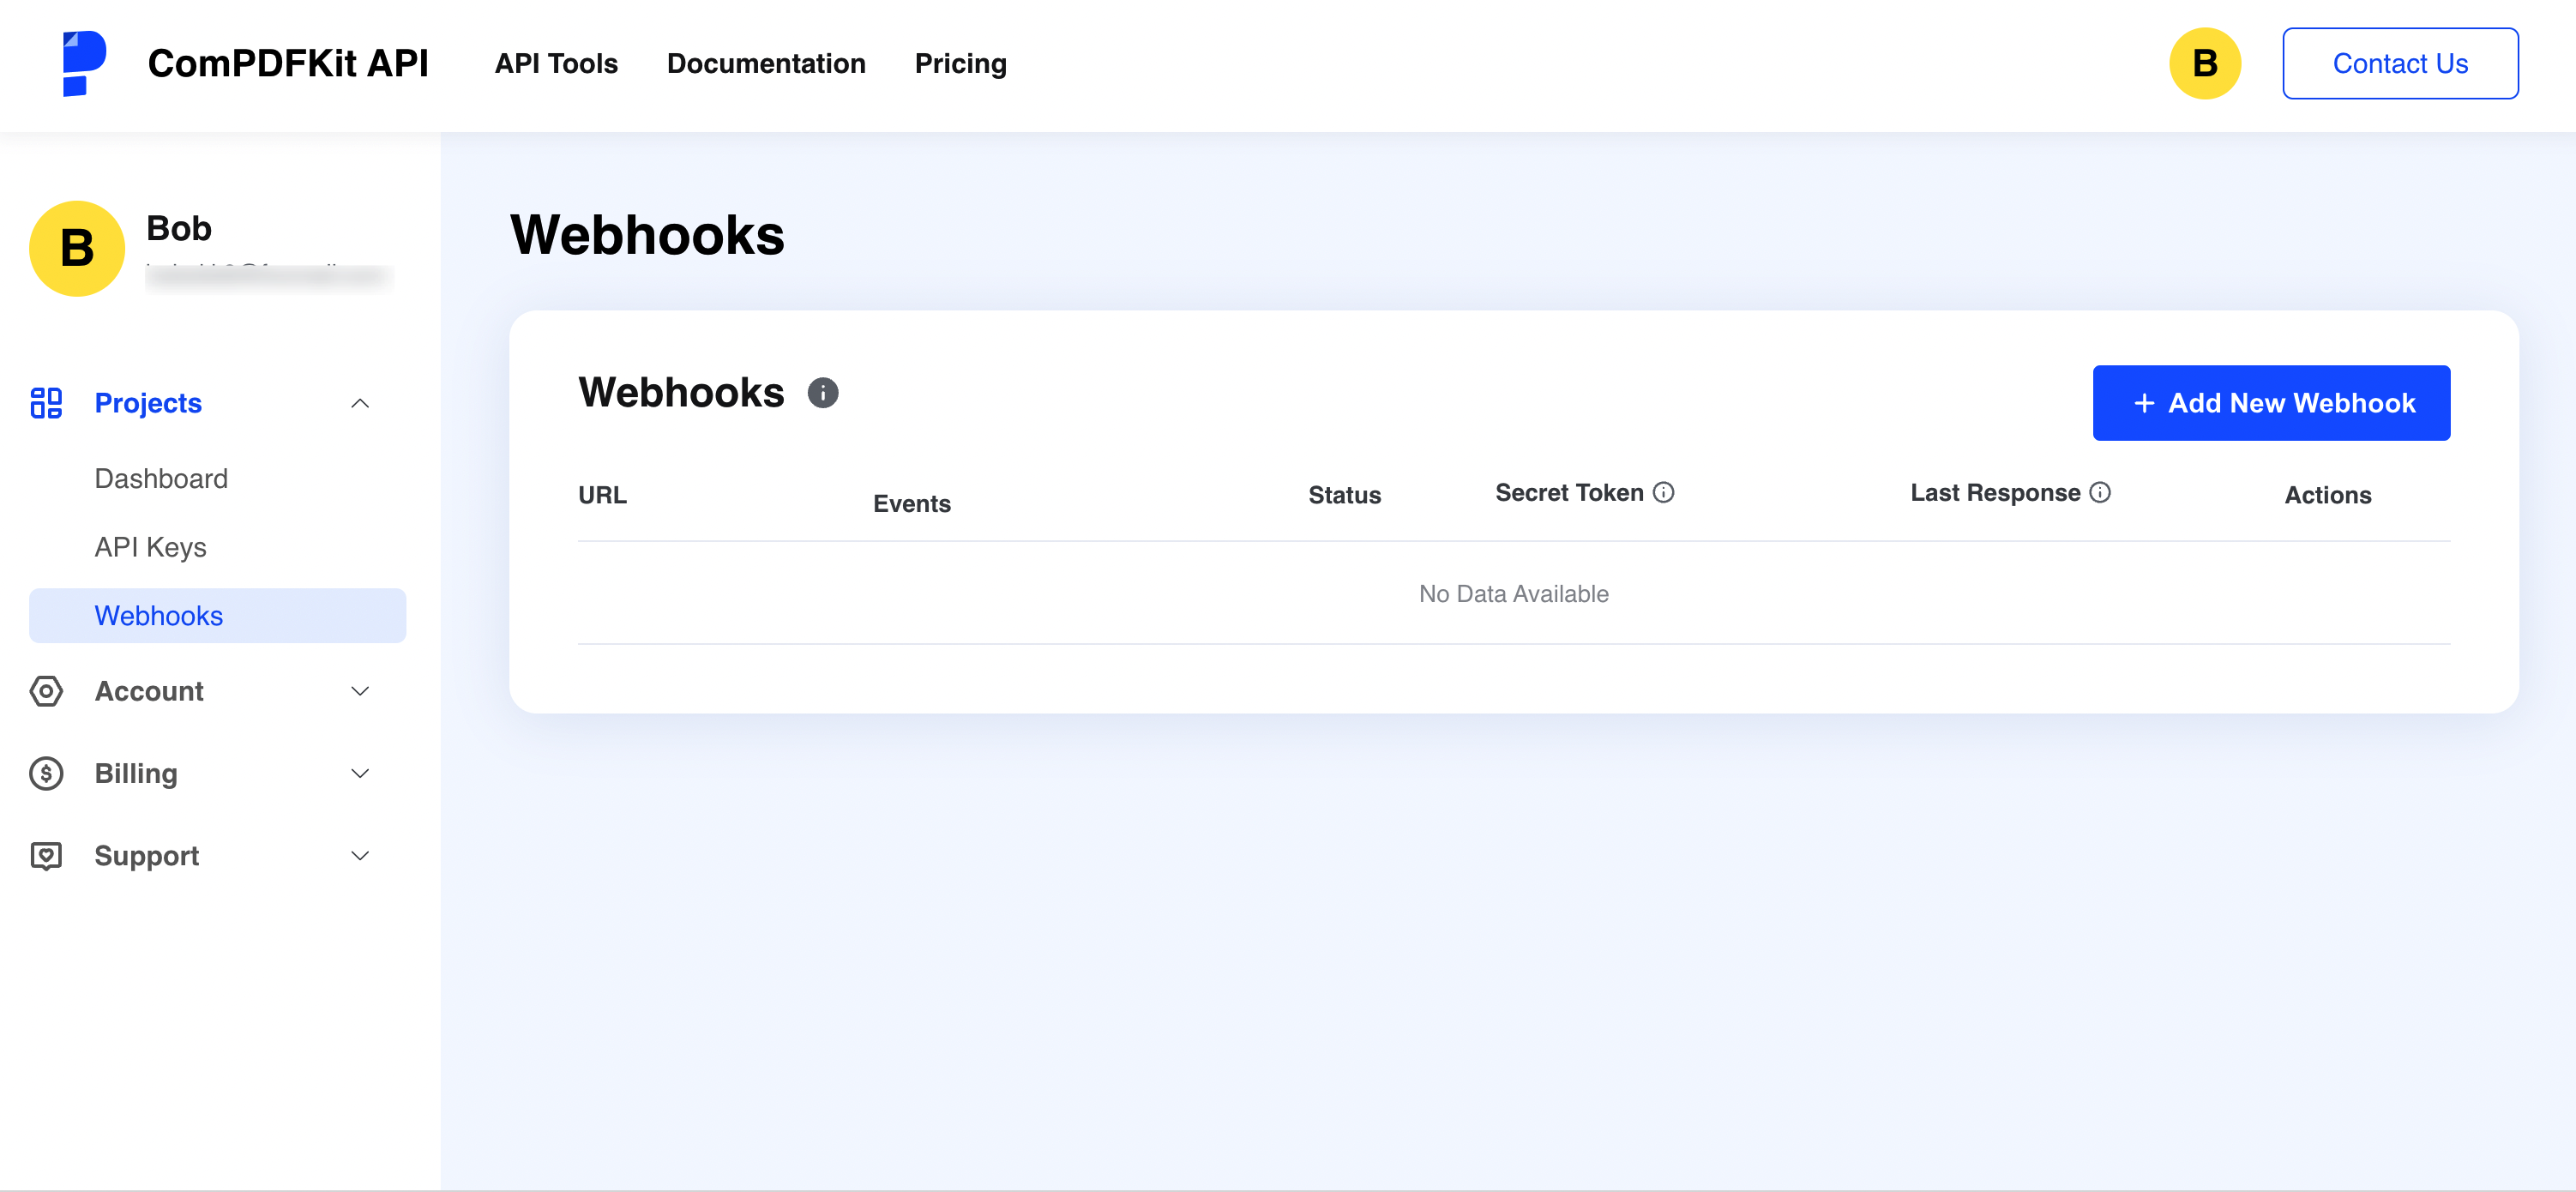 ComPDFKit API
API Tools
Documentation
Pricing
B
Contact Us
B
Bob
Projects
Dashboard
API Keys
Webhooks
Account
Billing
Support
Webhooks
Webhooks
+ Add New Webhook
URL
Events
Status
Secret Token
Last Response
Actions
No Data Available